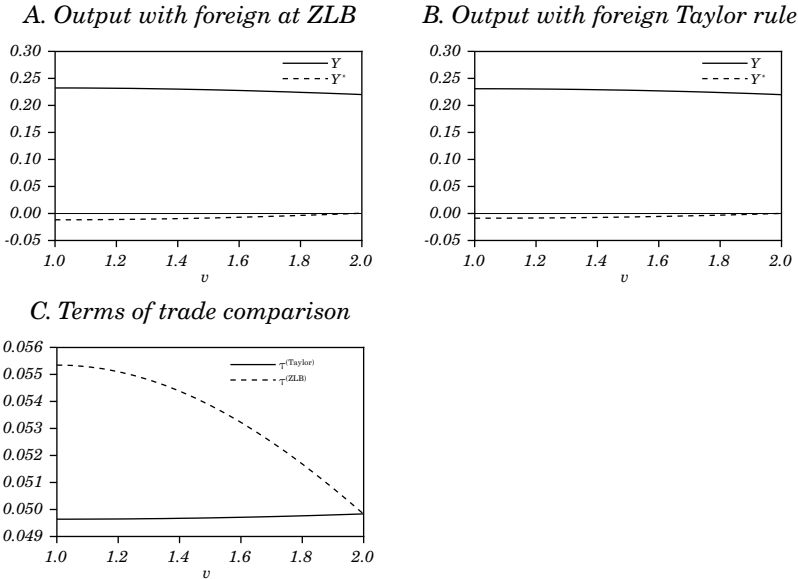 A. Output with foreign at ZLB
0.30
0.25
0.20
0.15
0.10
0.05
0.00
-0.05
Y
Y*
1.0 1.2 1.4 1.6 1.8 2.0
υ
B. Output with foreign Taylor rule
0.30
0.25
0.20
0.15
0.10
0.05
0.00
-0.05
Y
Y*
1.0 1.2 1.4 1.6 1.8 2.0
υ
C. Terms of trade comparison
0.056
0.055
0.054
0.053
0.052
0.051
0.050
0.049
τ(Taylor)
τ(ZLB)
1.0 1.2 1.4 1.6 1.8 2.0
υ